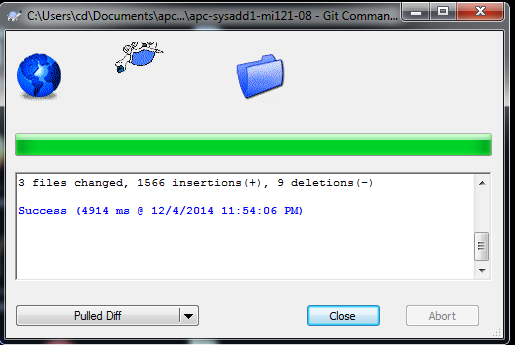 C:\Users\cd\Documents\apc...\apc-sysadd1-mi121-08 - Git Comman...
3 files changed, 1566 insertions(+), 9 deletions(-)
Success (4914 ms @ 12/4/2014 11:54:06 PM)
Pulled Diff
Close
Abort